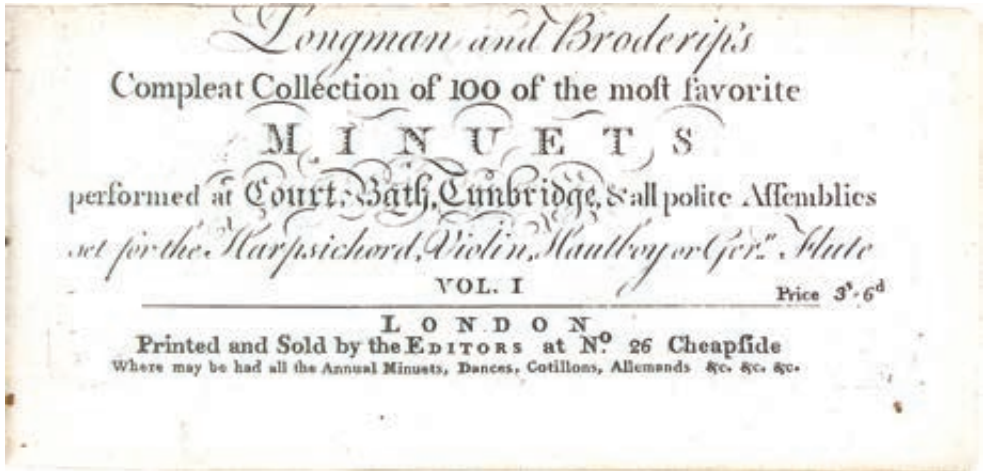 Longman and Broderip's
Compleat Collection of 100 of the moſt favorite
MINUETS
performed at Court, Bath, Tunbridge, & all polite Aſſemblies
set for the Harpsichord, Violin, Hautboy or Ger.n Flute
VOL. I
Price 3s. 6d
LONDON
Printed and Sold by the EDITORS at No. 26 Cheapſide
Where may be had all the Annual Minuets, Dances, Cotillons, Allemands &c. &c. &c.